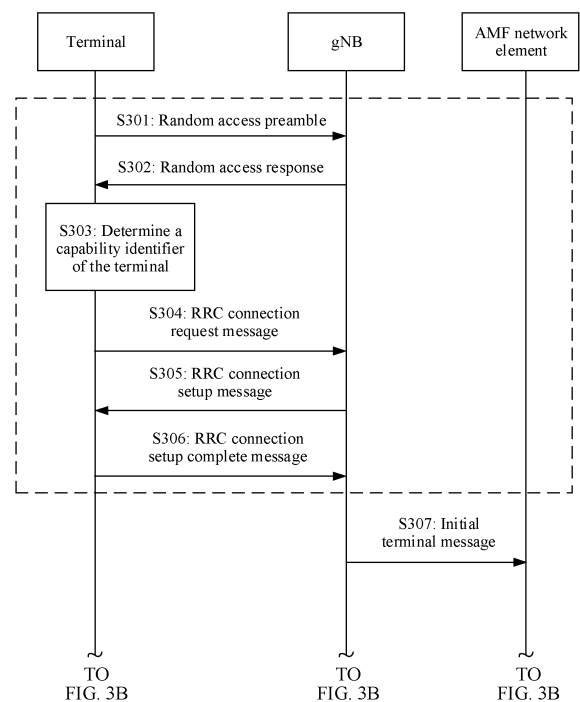 Terminal
gNB
AMF network
element
S301: Random access preamble
S302: Random access response
S303: Determine a
capability identifier
of the terminal
S304: RRC connection
request message
S305: RRC connection
setup message
S306: RRC connection
setup complete message
S307: Initial
terminal message
TO
FIG. 3B
TO
FIG. 3B
TO
FIG. 3B